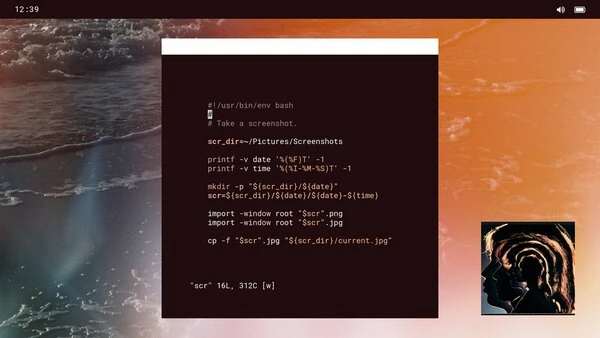 12:39
#!/usr/bin/env bash
#
# Take a screenshot.
scr_dir=~/Pictures/Screenshots
printf -v date '%(%F)T' -1
printf -v time '%(%I-%M-%S)T' -1
mkdir -p "${scr_dir}/${date}"
scr=${scr_dir}/${date}/${date}-${time}
import -window root "$scr".png
import -window root "$scr".jpg
cp -f "$scr".jpg "${scr_dir}/current.jpg"
"scr" 16L, 312C [w]